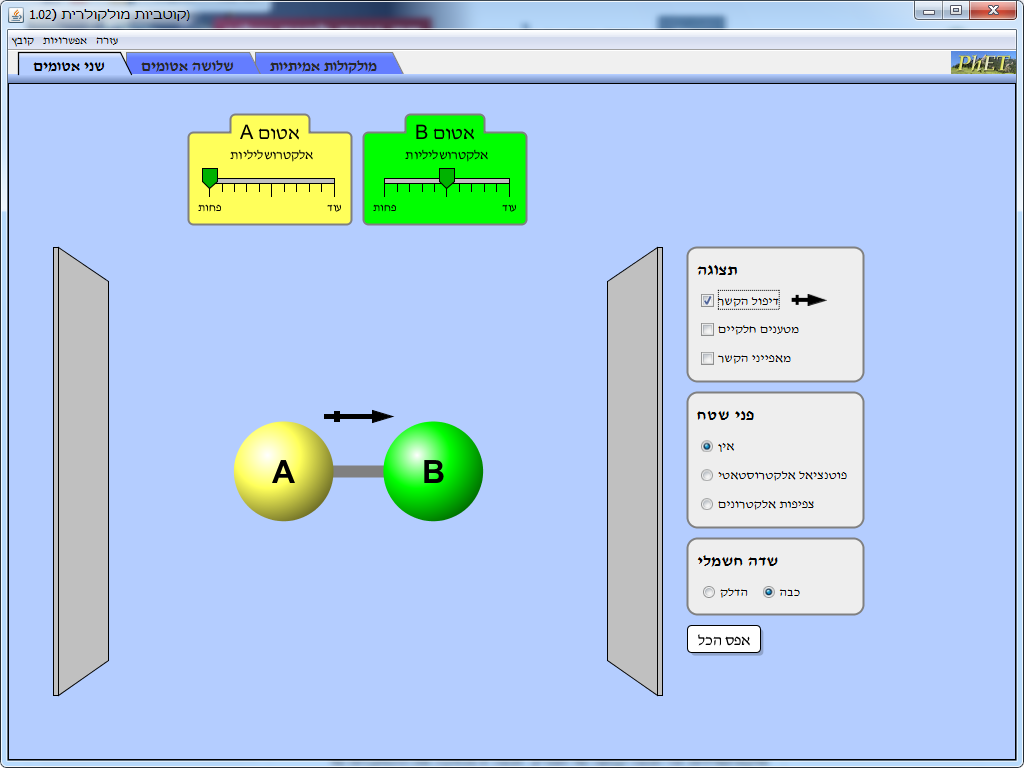 קוטביות מולקולרית (1.02)
קובץ אפשרויות עזרה
שני אטומים שלושה אטומים מולקולות אמיתיות
PhET
אטום A
אלקטרושליליות
פחות עוד
אטום B
אלקטרושליליות
פחות עוד
A B
תצוגה
דיפול הקשר
מטענים חלקיים
מאפייני הקשר
פני שטח
אין
פוטנציאל אלקטרוסטאטי
צפיפות אלקטרונים
שדה חשמלי
הדלק כבה
אפס הכל